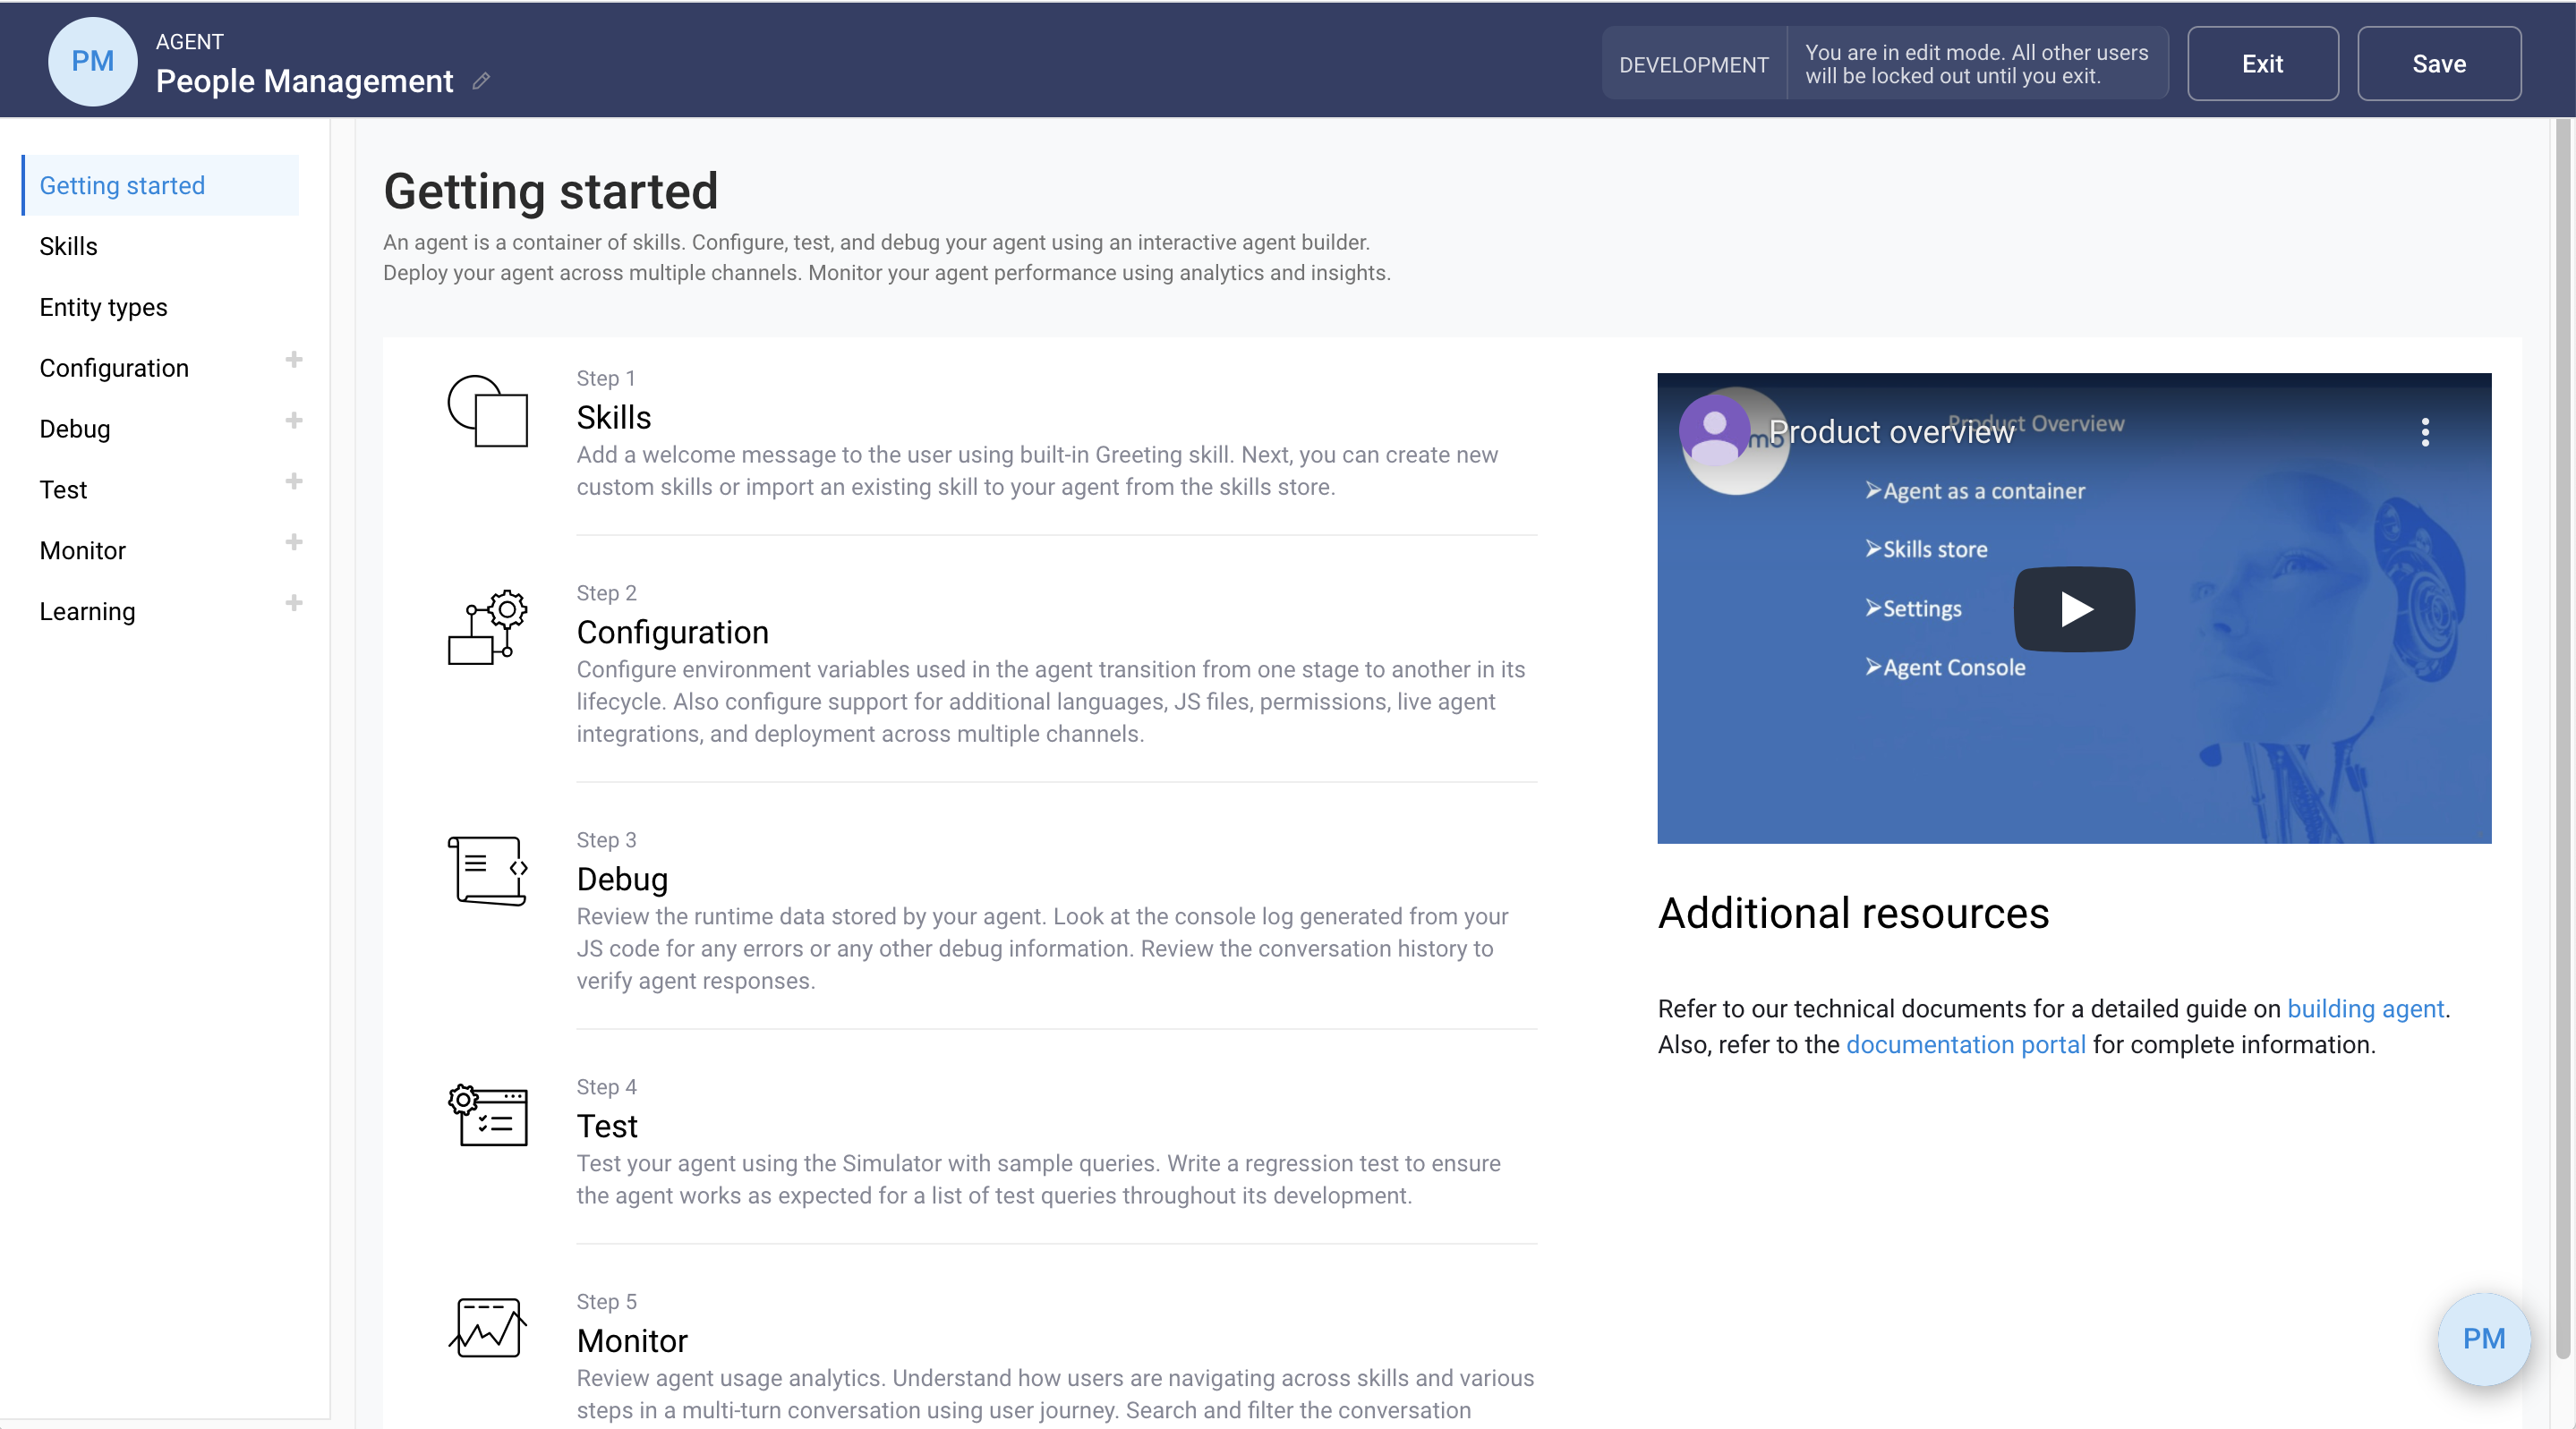 PM
AGENT
People Management
DEVELOPMENT
You are in edit mode. All other users
will be locked out until you exit.
Exit
Save
Getting started
Skills
Entity types
Configuration
Debug
Test
Monitor
Learning
Getting started
An agent is a container of skills. Configure, test, and debug your agent using an interactive agent builder.
Deploy your agent across multiple channels. Monitor your agent performance using analytics and insights.
Step 1
Skills
Add a welcome message to the user using built-in Greeting skill. Next, you can create new
custom skills or import an existing skill to your agent from the skills store.
Step 2
Configuration
Configure environment variables used in the agent transition from one stage to another in its
lifecycle. Also configure support for additional languages, JS files, permissions, live agent
integrations, and deployment across multiple channels.
Step 3
Debug
Review the runtime data stored by your agent. Look at the console log generated from your
JS code for any errors or any other debug information. Review the conversation history to
verify agent responses.
Step 4
Test
Test your agent using the Simulator with sample queries. Write a regression test to ensure
the agent works as expected for a list of test queries throughout its development.
Step 5
Monitor
Review agent usage analytics. Understand how users are navigating across skills and various
steps in a multi-turn conversation using user journey. Search and filter the conversation
Product Overview
Product overview
➢Agent as a container
➢Skills store
➢Settings
➢Agent Console
Additional resources
Refer to our technical documents for a detailed guide on building agent.
Also, refer to the documentation portal for complete information.
PM